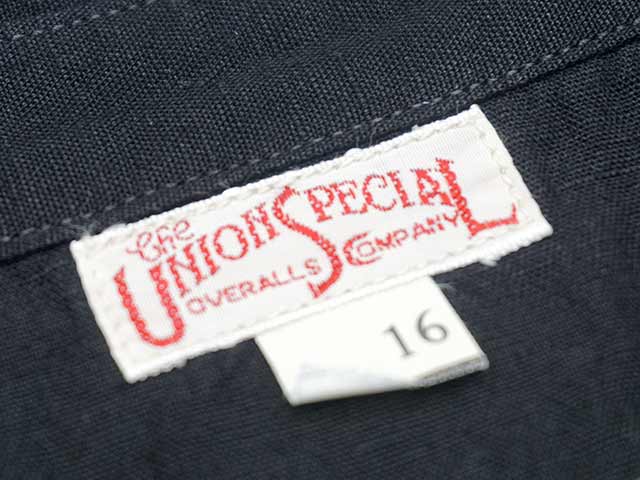 The
UNION SPECIAL
OVERALLS COMPANY
16